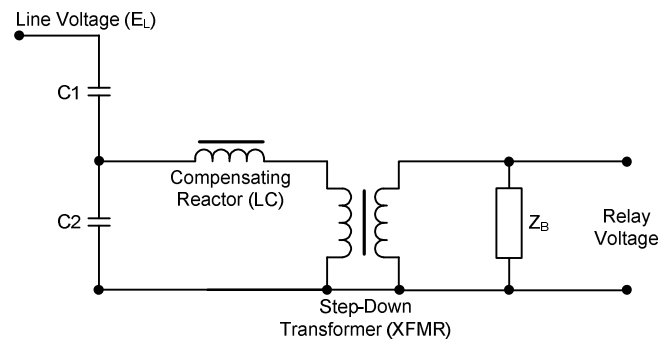 Line Voltage (EL)
C1
Compensating
Reactor (LC)
C2
ZB
Relay
Voltage
Step-Down
Transformer (XFMR)